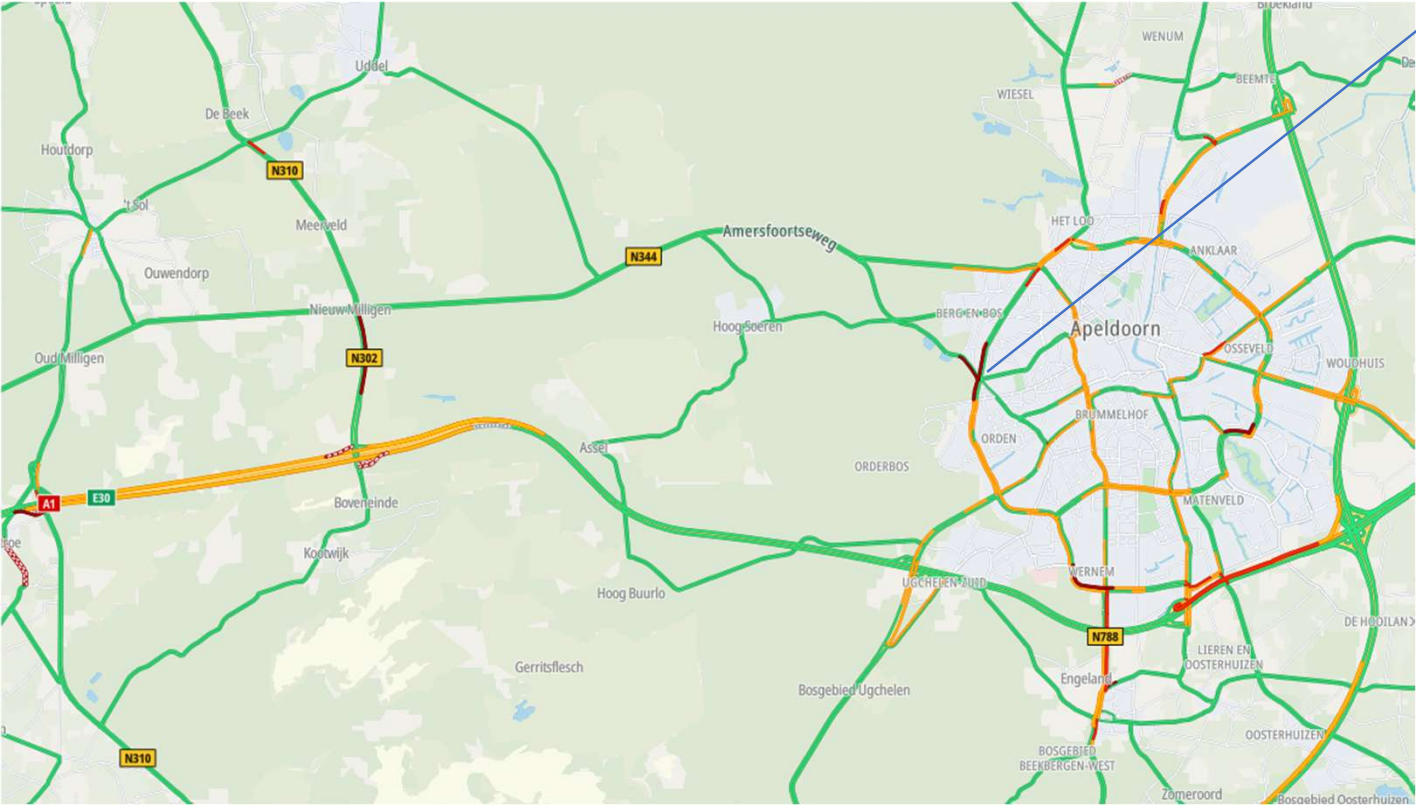 Broekland
WENUM
Uddel
De
BEEMTE
WIESEL
De Beek
Houtdorp
N310
't Sol
HET LOO
Meerveld
Amersfoortseweg
ANKLAAR
N344
Ouwendorp
Nieuw Milligen
BERG EN BOS
Hoog Soeren
Apeldoorn
OSSEVELD
Oud Milligen
N302
WOUDHUIS
BRUMMELHOF
ORDEN
Assel
ORDERBOS
A1
E30
Boveneinde
MATENVELD
roe
Kootwijk
WERNEM
UGCHELEN-ZUID
Hoog Buurlo
DE HOOILAN
N788
LIEREN EN
OOSTERHUIZEN
Gerritsflesch
Engeland
Bosgebied Ugchelen
OOSTERHUIZEN
BOSGEBIED
BEEKBERGEN-WEST
N310
Zomeroord
Bosgebied Oosterhuizen